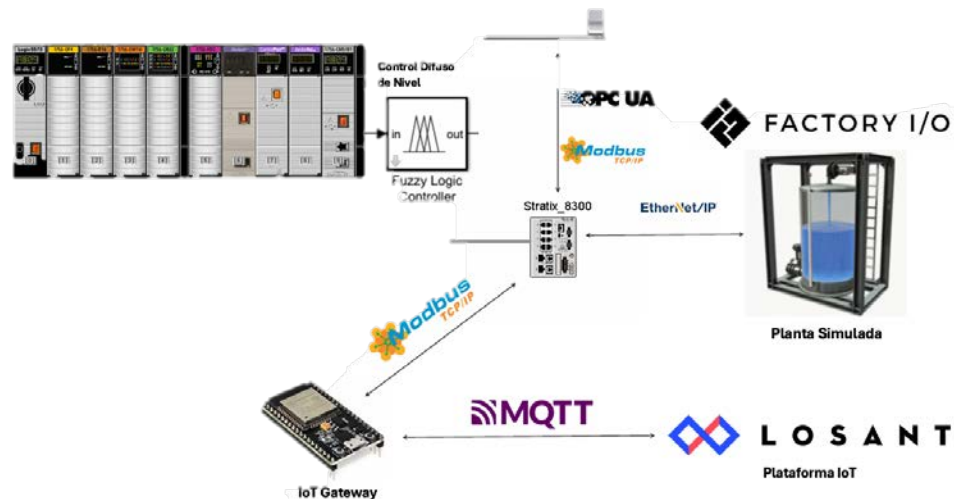 Control Difuso
de Nivel
in
out
Fuzzy Logic
Controller
OPC UA
Modbus
TCP/IP
FACTORY I/O
Stratix_8300
EtherNet/IP
Planta Simulada
Modbus
TCP/IP
MQTT
LOSANT
Plataforma IoT
IoT Gateway